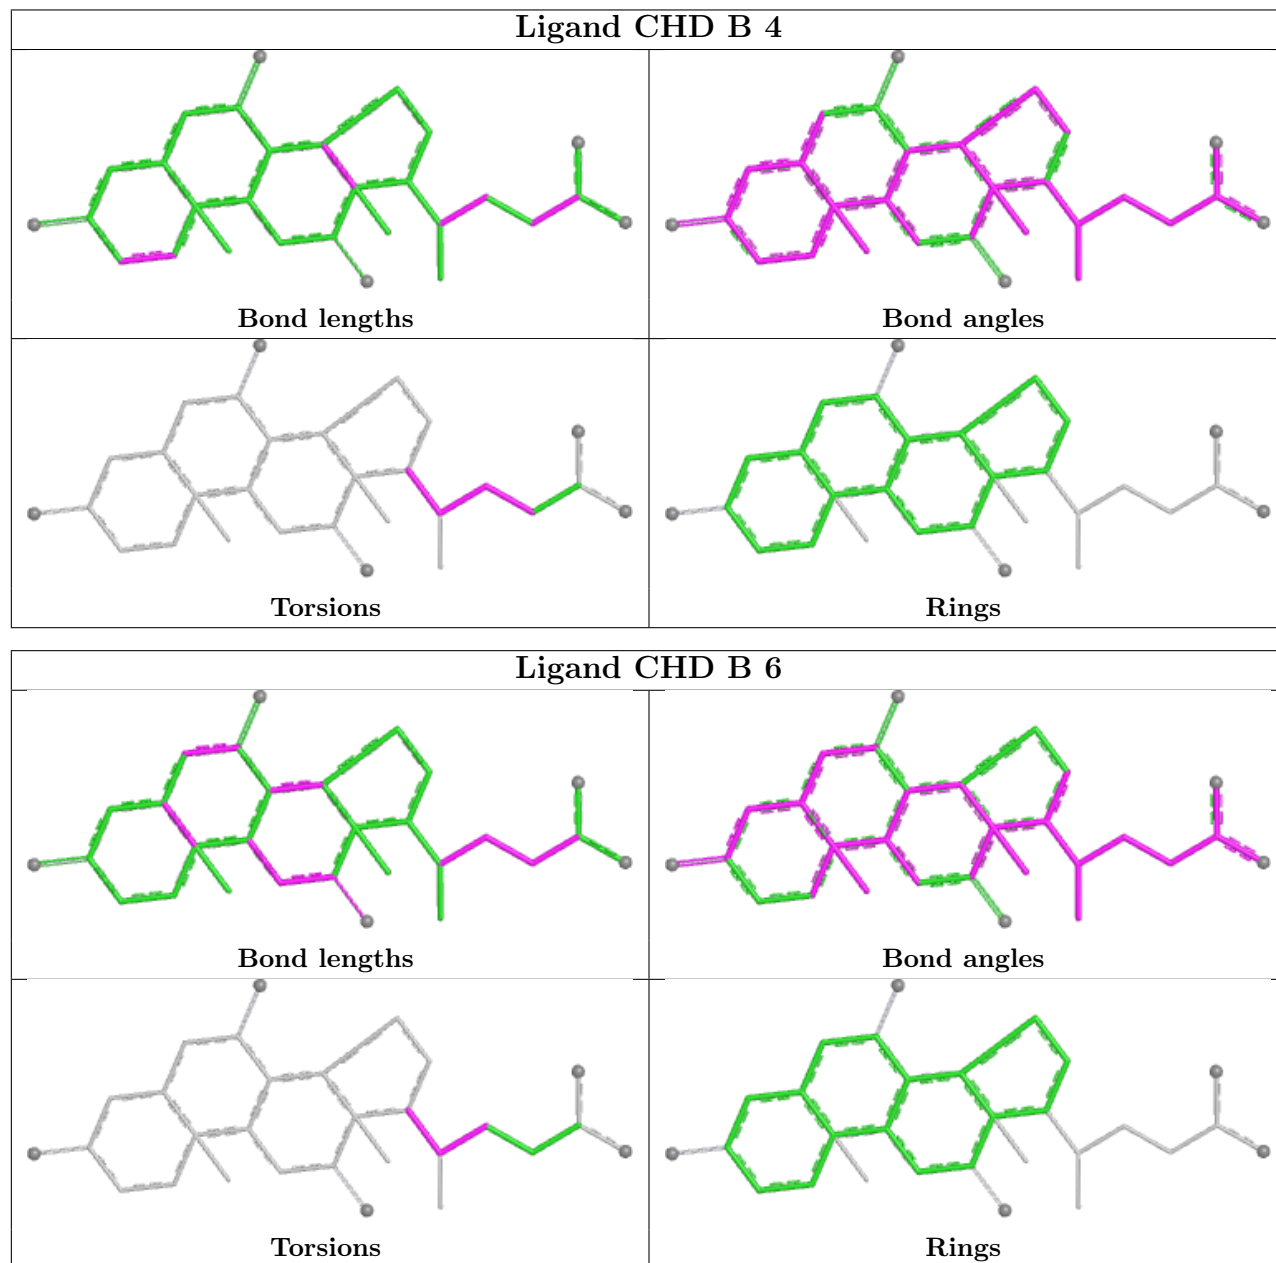 Ligand CHD B 4
Bond lengths
Bond angles
Torsions
Rings
Ligand CHD B 6
Bond lengths
Bond angles
Torsions
Rings